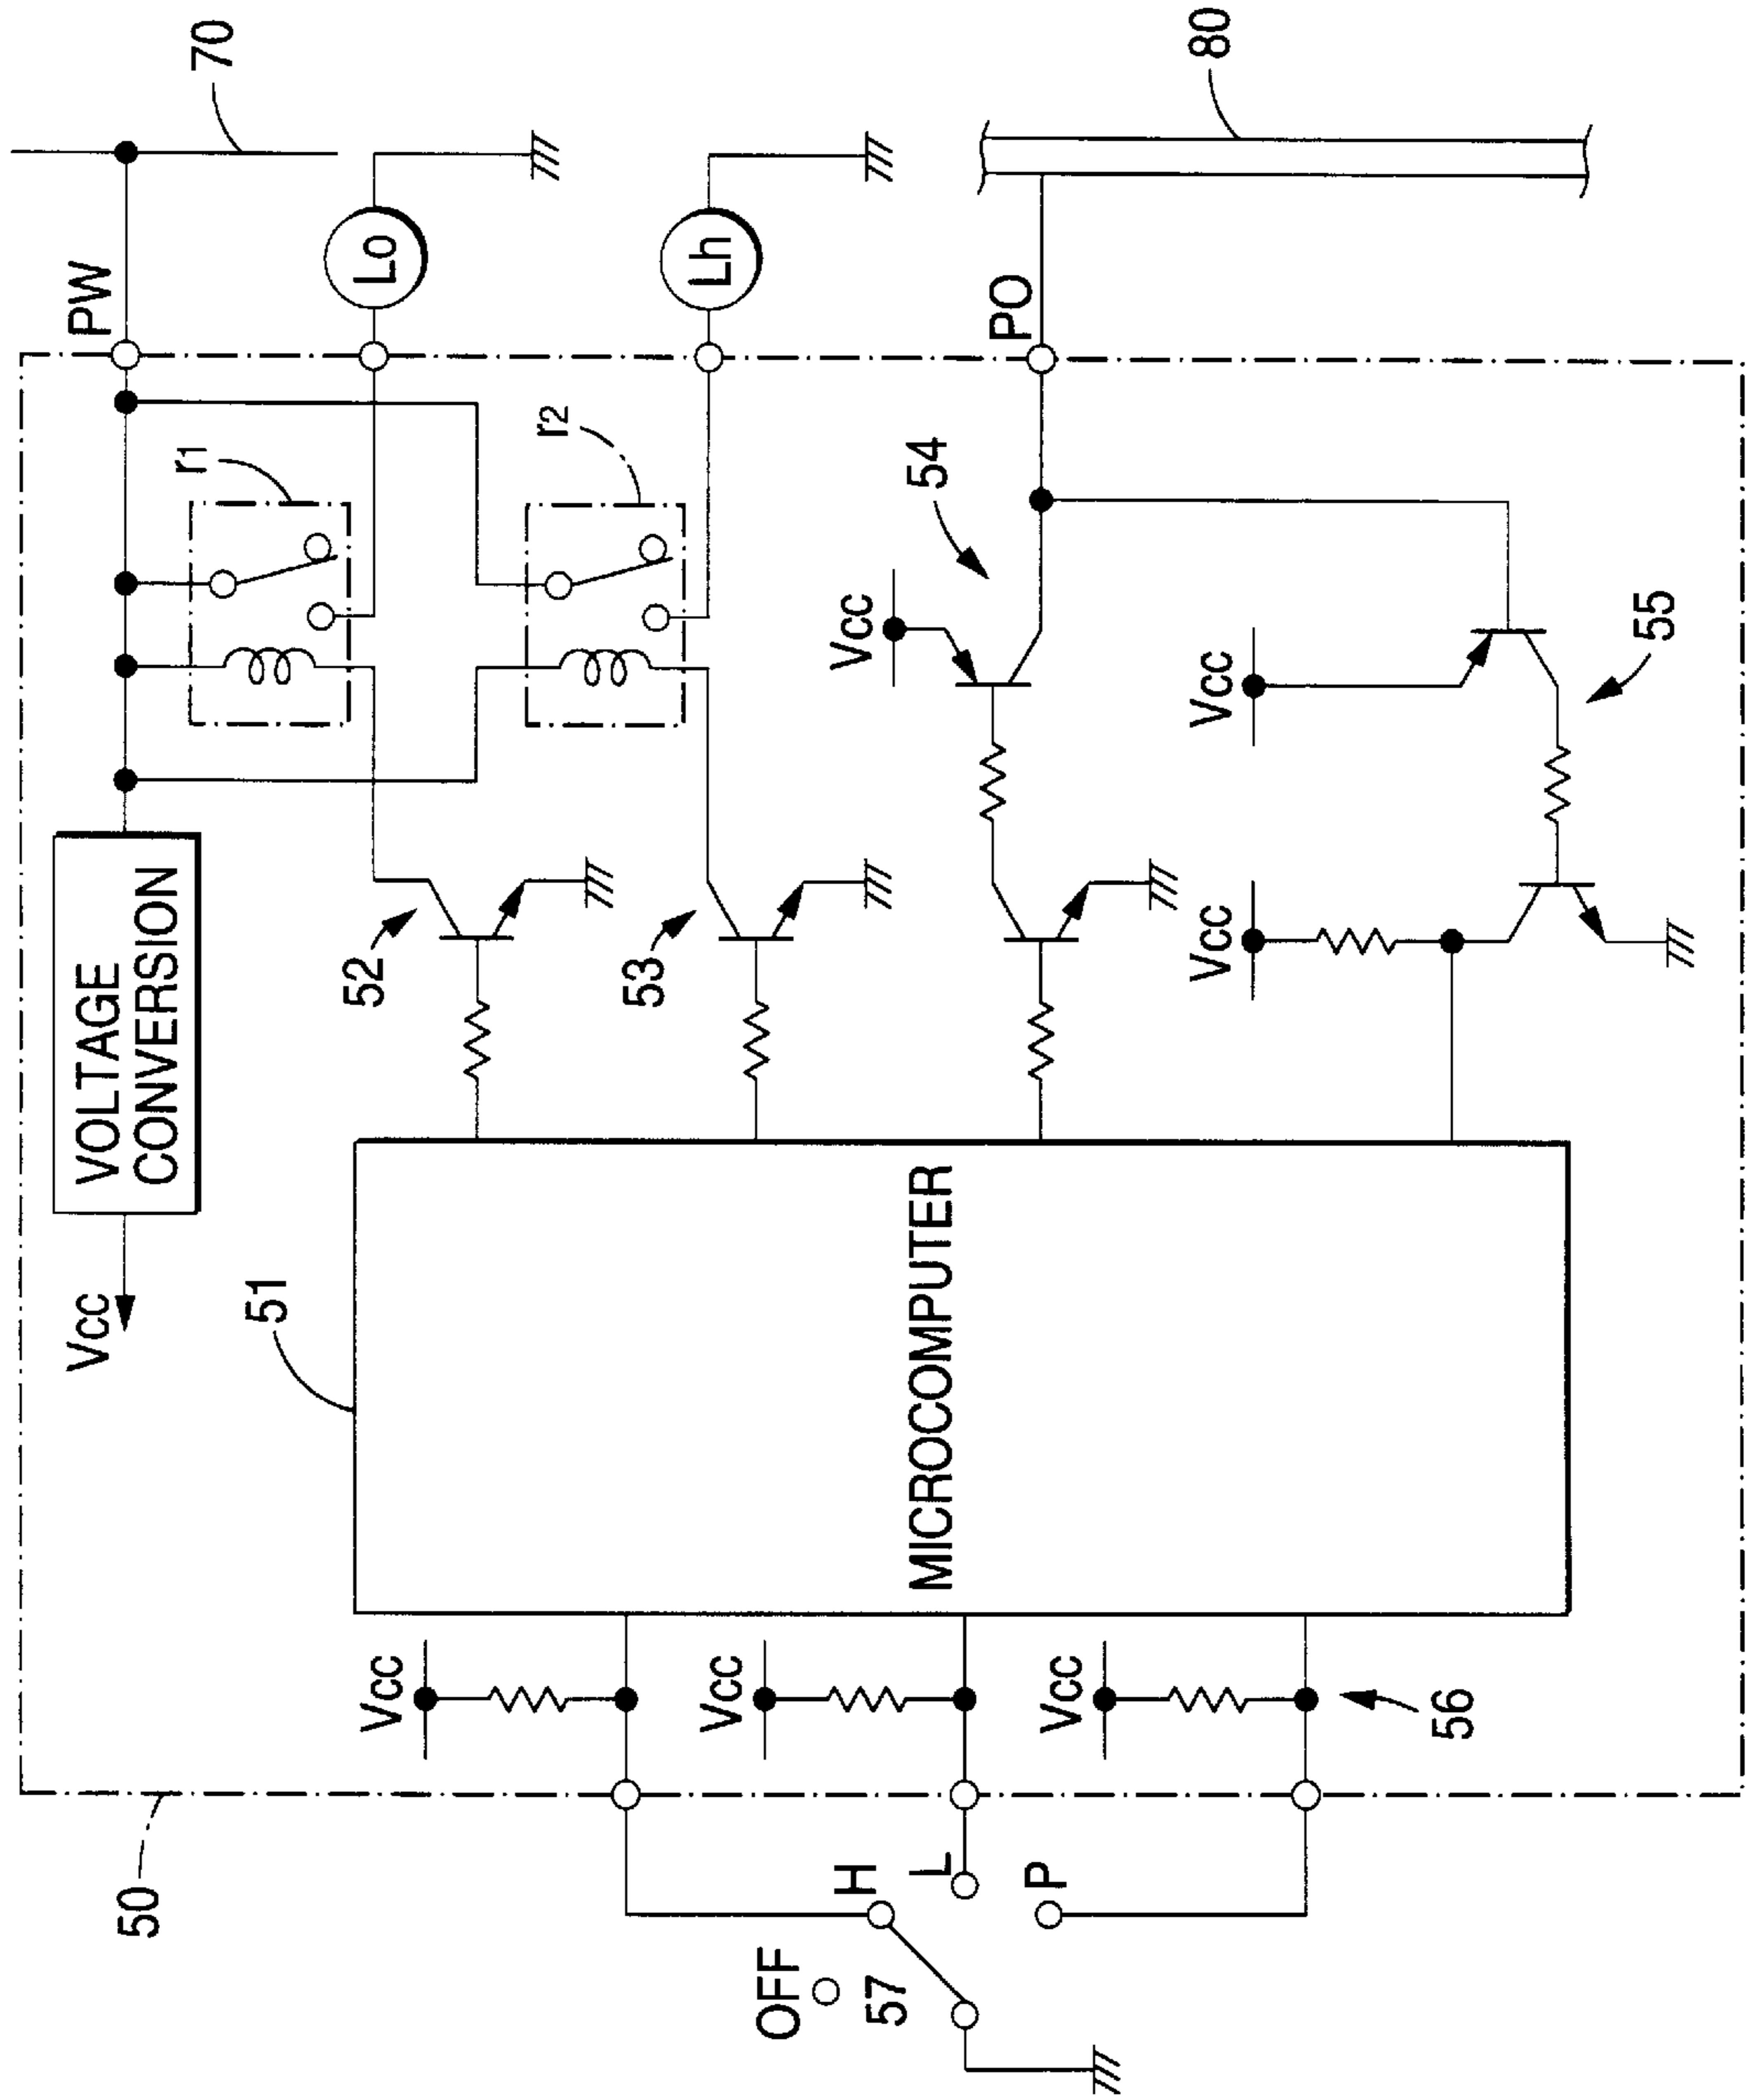 Vcc
VOLTAGE
CONVERSION
PW
50
r1
70
51
Vcc
52
Lo
r2
53
Vcc
Lh
OFF
H
Vcc
57
L
MICROCOMPUTER
54
PO
P
Vcc
Vcc
Vcc
80
56
55